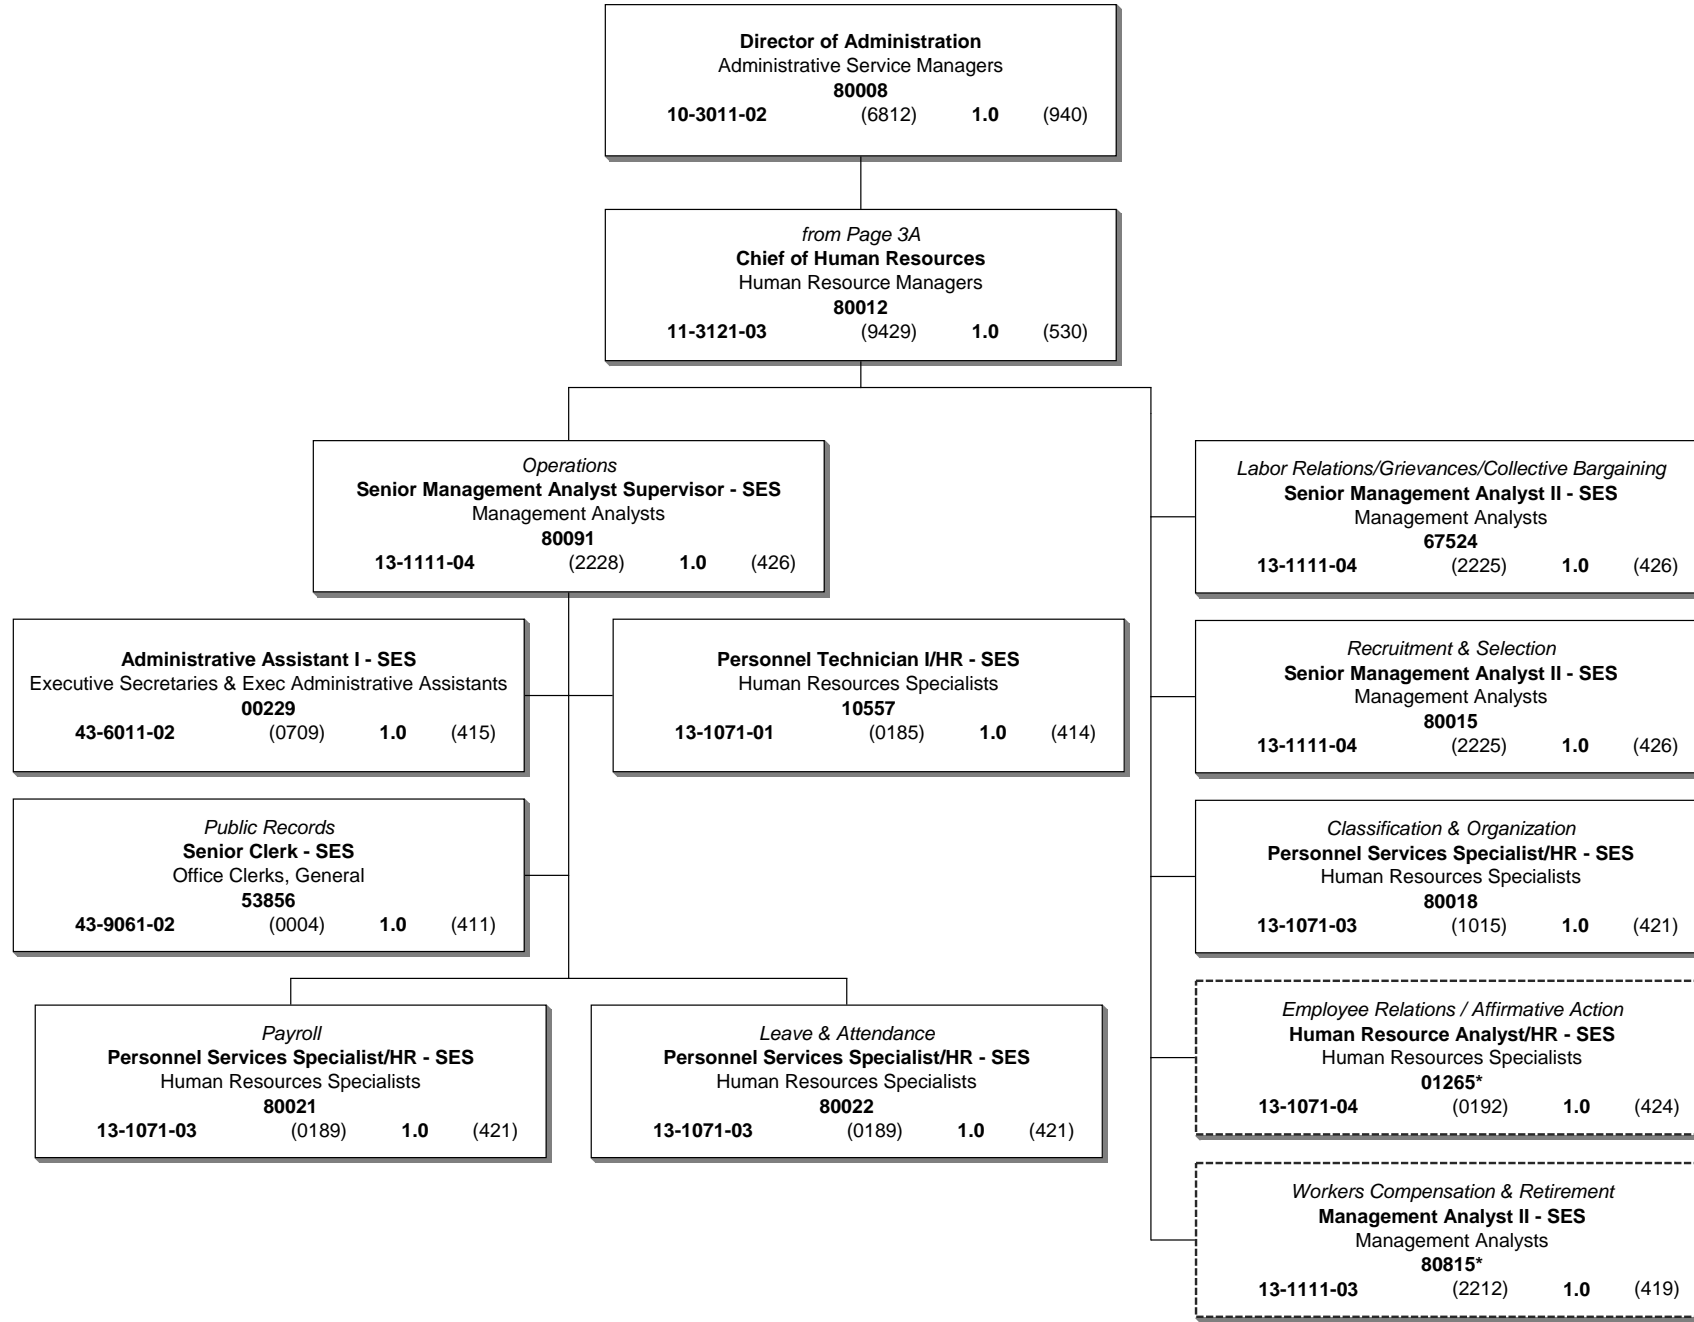 Director of Administration
Administrative Service Managers
80008
10-3011-02 (6812) 1.0 (940)
from Page 3A
Chief of Human Resources
Human Resource Managers
80012
11-3121-03 (9429) 1.0 (530)
Operations
Senior Management Analyst Supervisor - SES
Management Analysts
80091
13-1111-04 (2228) 1.0 (426)
Administrative Assistant I - SES
Executive Secretaries & Exec Administrative Assistants
00229
43-6011-02 (0709) 1.0 (415)
Personnel Technician I/HR - SES
Human Resources Specialists
10557
13-1071-01 (0185) 1.0 (414)
Public Records
Senior Clerk - SES
Office Clerks, General
53856
43-9061-02 (0004) 1.0 (411)
Payroll
Personnel Services Specialist/HR - SES
Human Resources Specialists
80021
13-1071-03 (0189) 1.0 (421)
Leave & Attendance
Personnel Services Specialist/HR - SES
Human Resources Specialists
80022
13-1071-03 (0189) 1.0 (421)
Labor Relations/Grievances/Collective Bargaining
Senior Management Analyst II - SES
Management Analysts
67524
13-1111-04 (2225) 1.0 (426)
Recruitment & Selection
Senior Management Analyst II - SES
Management Analysts
80015
13-1111-04 (2225) 1.0 (426)
Classification & Organization
Personnel Services Specialist/HR - SES
Human Resources Specialists
80018
13-1071-03 (1015) 1.0 (421)
Employee Relations / Affirmative Action
Human Resource Analyst/HR - SES
Human Resources Specialists
01265*
13-1071-04 (0192) 1.0 (424)
Workers Compensation & Retirement
Management Analyst II - SES
Management Analysts
80815*
13-1111-03 (2212) 1.0 (419)